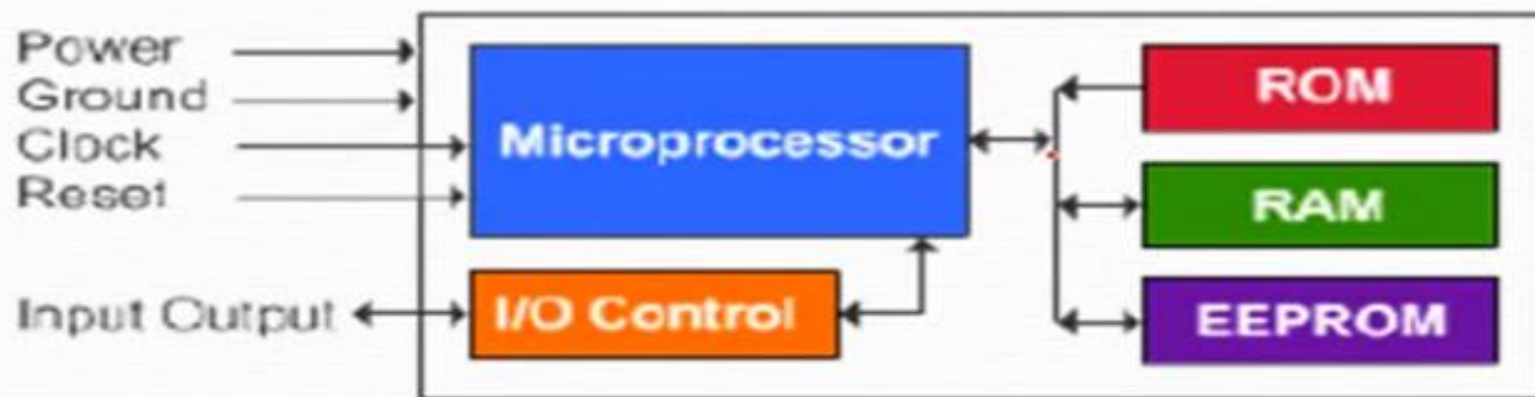 Power
Ground
Clock
Reset
Input Output
Microprocessor
I/O Control
ROM
RAM
EEPROM